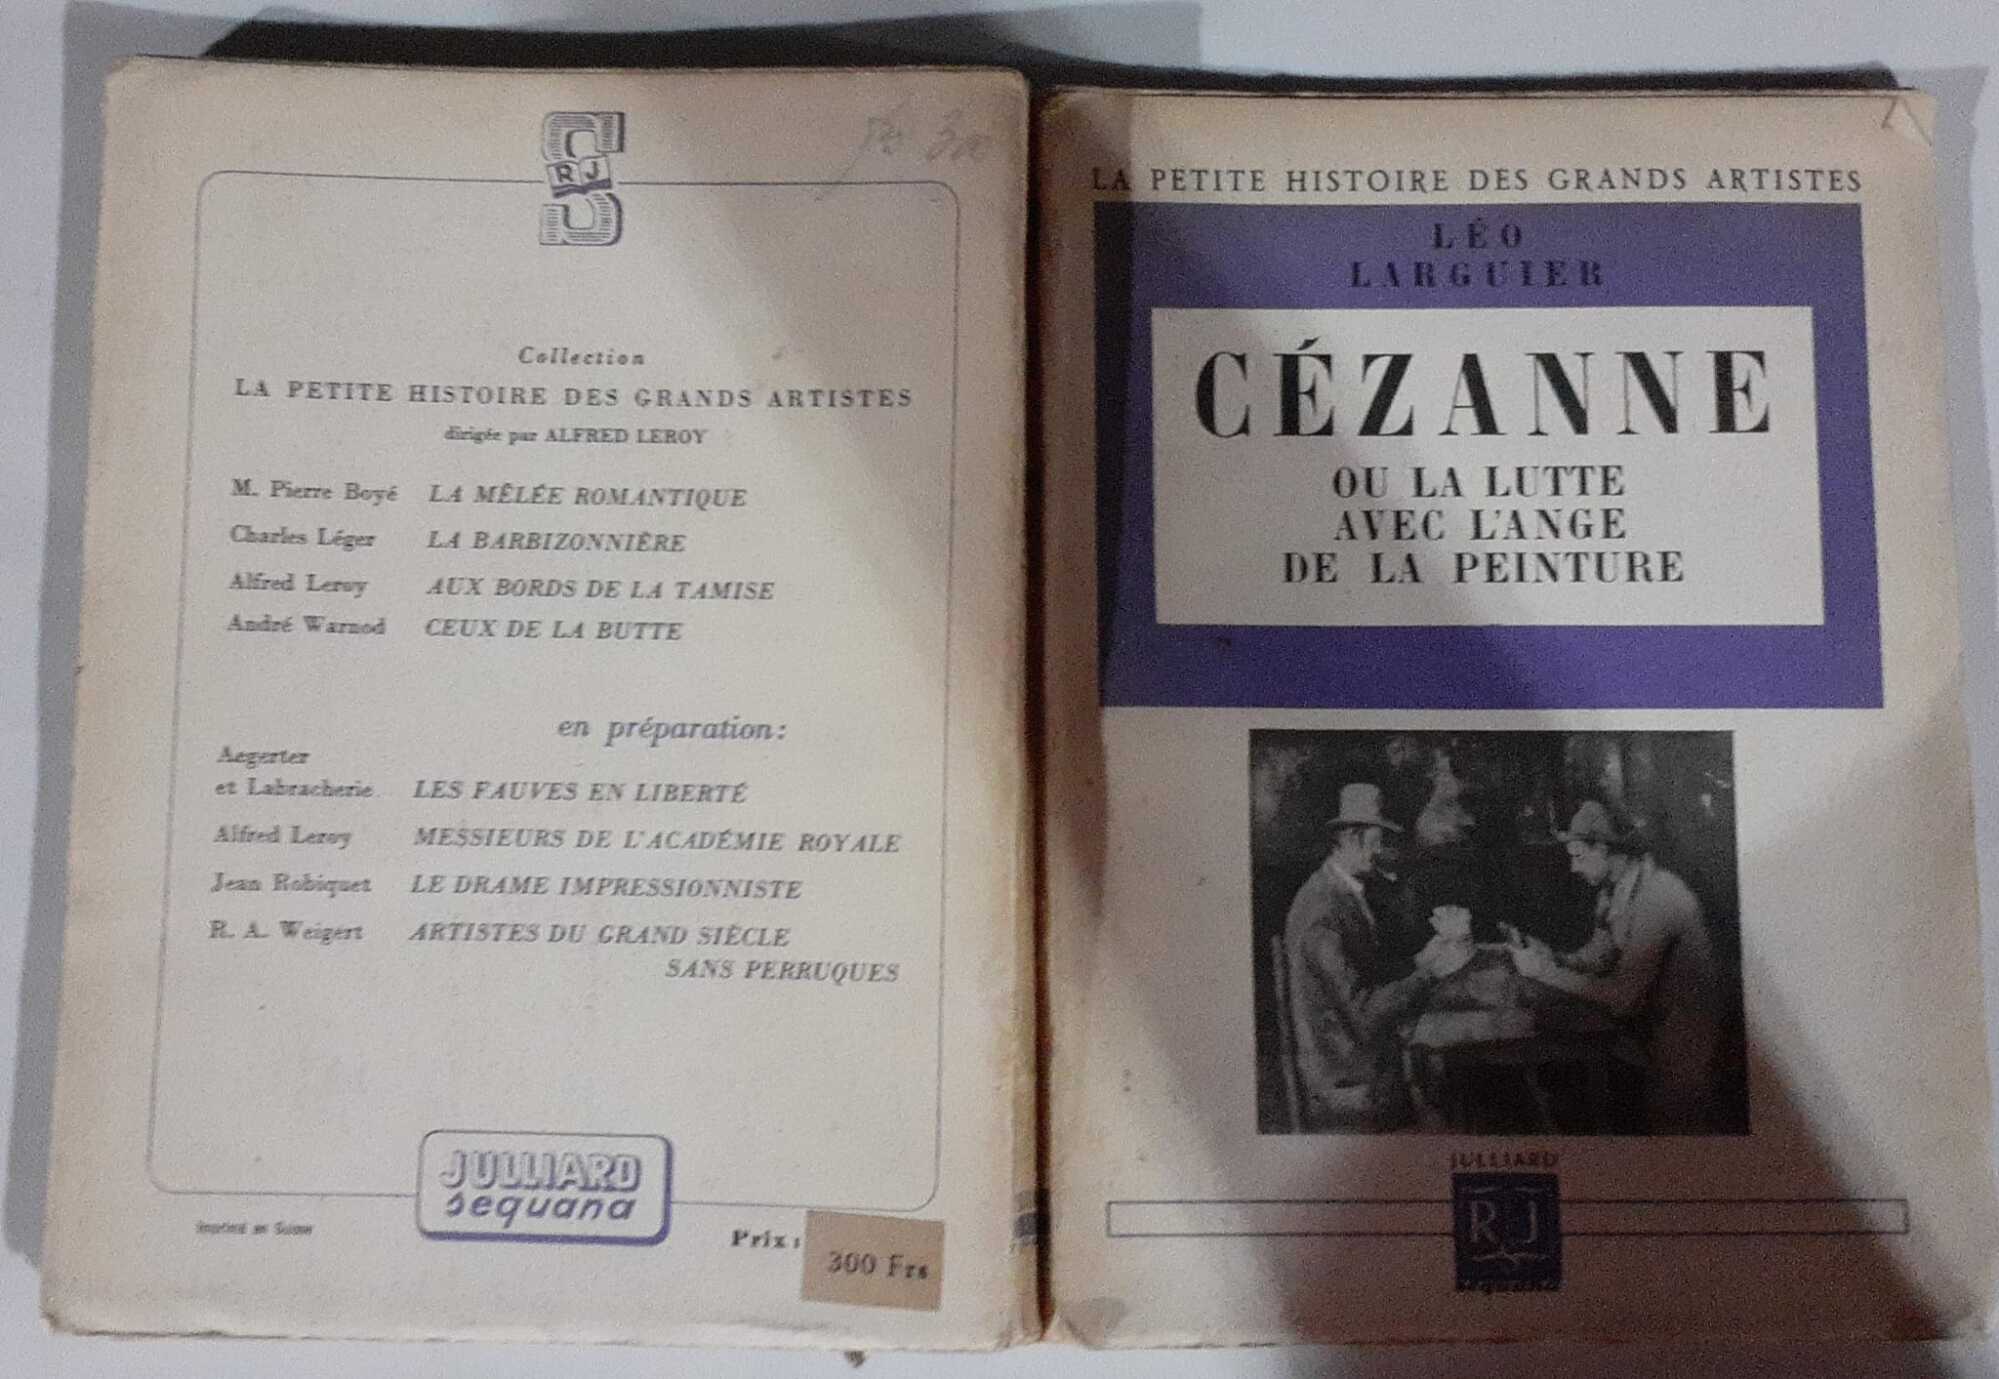 S
RJ
Collection
LA PETITE HISTOIRE DES GRANDS ARTISTES
dirigée par ALFRED LEROY
M. Pierre Boyé LA MÊLÉE ROMANTIQUE
Charles Léger LA BARBIZONNIÈRE
Alfred Leroy AUX BORDS DE LA TAMISE
André Warnod CEUX DE LA BUTTE
en préparation:
Aegerter
et Labracherie LES FAUVES EN LIBERTÉ
Alfred Leroy MESSIEURS DE L'ACADÉMIE ROYALE
Jean Robiquet LE DRAME IMPRESSIONNISTE
R. A. Weigert ARTISTES DU GRAND SIÈCLE
SANS PERRUQUES
JULLIARD
sequana
Imprimé en Suisse
Prix: 300 Frs
LA PETITE HISTOIRE DES GRANDS ARTISTES
LÉO
LARGUIER
CÉZANNE
OU LA LUTTE
AVEC L'ANGE
DE LA PEINTURE
JULLIARD
RJ
sequana